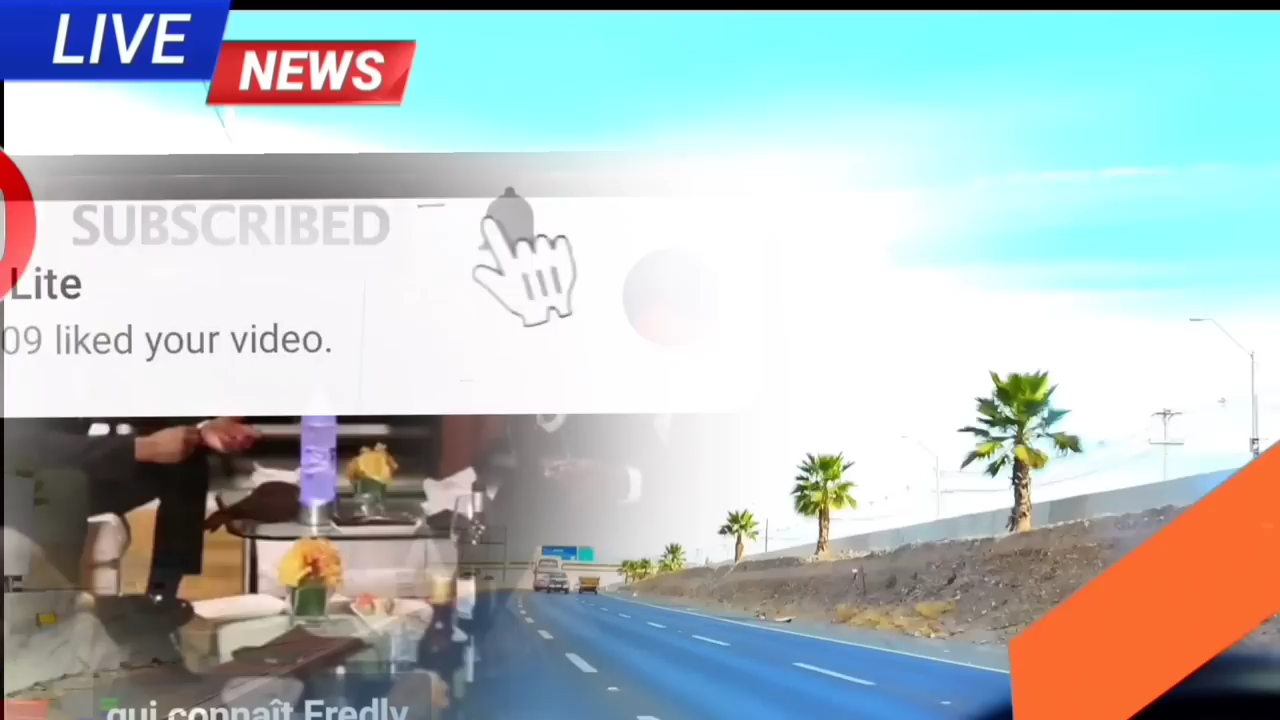 LIVE
NEWS
SUBSCRIBED
Lite
09 liked your video.
qui connaît Fredly